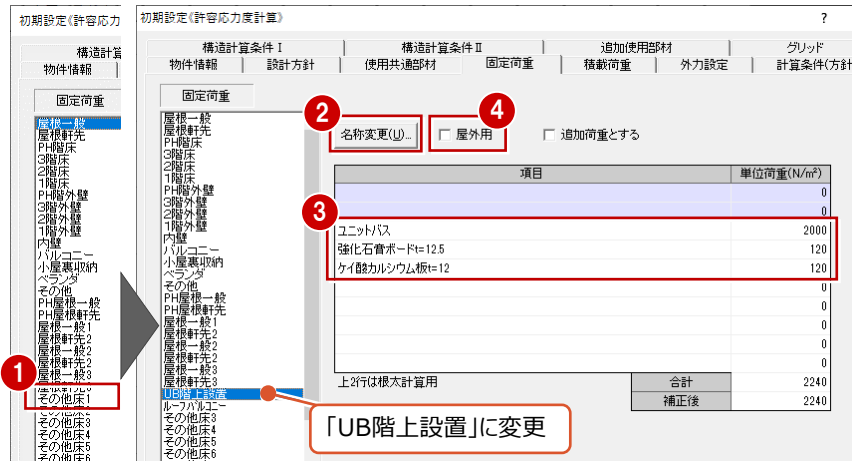 初期設定《許容応力
構造計算
物件情報
固定荷重
屋根一般
屋根軒先
PH階床
3階床
2階床
1階床
PH階外壁
3階外壁
2階外壁
1階外壁
内壁
バルコニー
小屋裏収納
ベランダ
その他
PH屋根一般
PH屋根軒先
屋根一般1
屋根軒先2
屋根一般2
屋根軒先2
屋根一般3
1
その他床1
その他床3
その他床4
その他床5
その他床6
初期設定《許容応力度計算》
?
構造計算条件Ⅰ
構造計算条件Ⅱ
追加使用部材
グリッド
物件情報
設計方針
使用共通部材
固定荷重
積載荷重
外力設定
計算条件(方針
固定荷重
屋根一般
屋根軒先
PH階床
3階床
2階床
1階床
PH階外壁
3階外壁
2階外壁
1階外壁
内壁
バルコニー
小屋裏収納
ベランダ
その他
PH屋根一般
PH屋根軒先
屋根一般1
屋根軒先2
屋根一般2
屋根軒先2
屋根一般3
屋根軒先3
UB階上設置
ルーフバルコニー
その他床3
その他床4
その他床5
その他床6
2
名称変更(U)...
4
屋外用
追加荷重とする
項目 単位荷重(N/m²)
0
0
3
ユニットバス 2000
強化石膏ボードt=12.5 120
ケイ酸カルシウム板t=12 120
0
0
0
0
0
上2行は根太計算用 合計 2240
補正後 2240
「UB階上設置」に変更